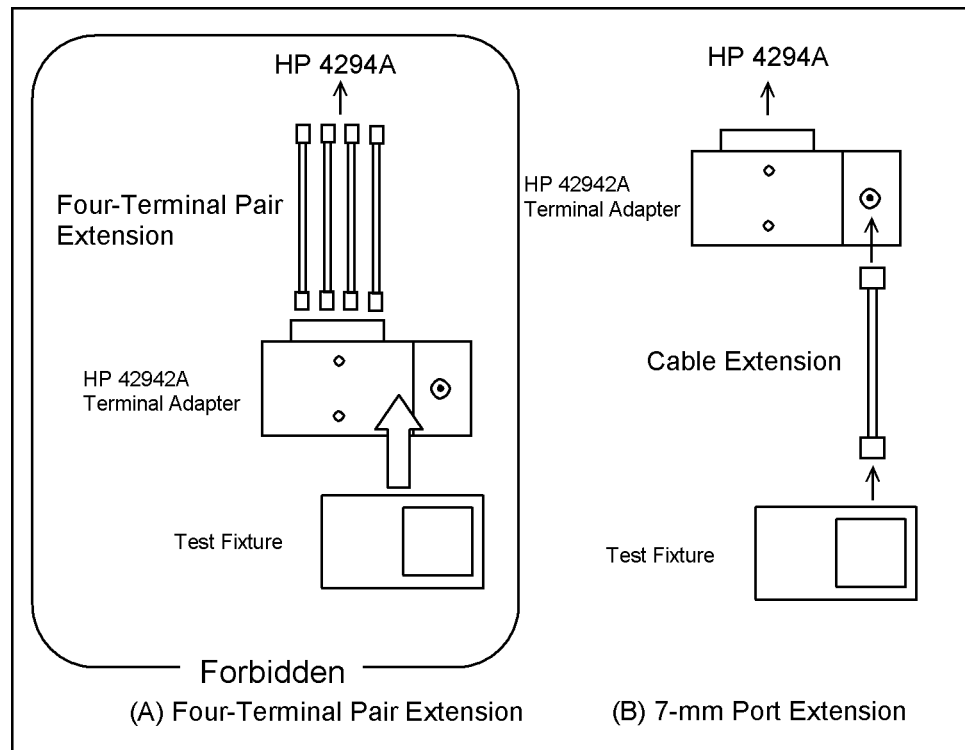 HP 4294A
Four-Terminal Pair
Extension
HP 42942A
Terminal Adapter
Test Fixture
Forbidden
(A) Four-Terminal Pair Extension
HP 4294A
HP 42942A
Terminal Adapter
Cable Extension
Test Fixture
(B) 7-mm Port Extension